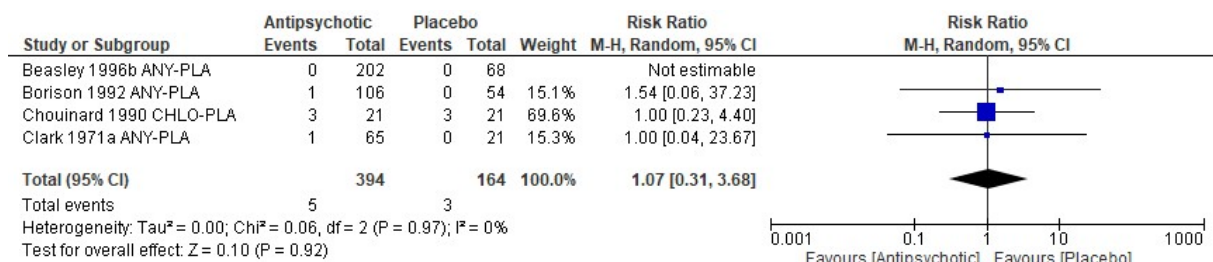 Antipsychotic Placebo Risk Ratio Risk Ratio
Study or Subgroup Events Total Events Total Weight M-H, Random, 95% CI M-H, Random, 95% CI
Beasley 1996b ANY-PLA 0 202 0 68 Not estimable
Borison 1992 ANY-PLA 1 106 0 54 15.1% 1.54 [0.06, 37.23]
Chouinard 1990 CHLO-PLA 3 21 3 21 69.6% 1.00 [0.23, 4.40]
Clark 1971a ANY-PLA 1 65 0 21 15.3% 1.00 [0.04, 23.67]
Total (95% CI) 394 164 100.0% 1.07 [0.31, 3.68]
Total events 5 3
Heterogeneity: Tau² = 0.00; Chi² = 0.06, df = 2 (P = 0.97); I² = 0%
Test for overall effect: Z = 0.10 (P = 0.92)
0.001 0.1 1 10 1000
Favours [Antipsychotic] Favours [Placebo]